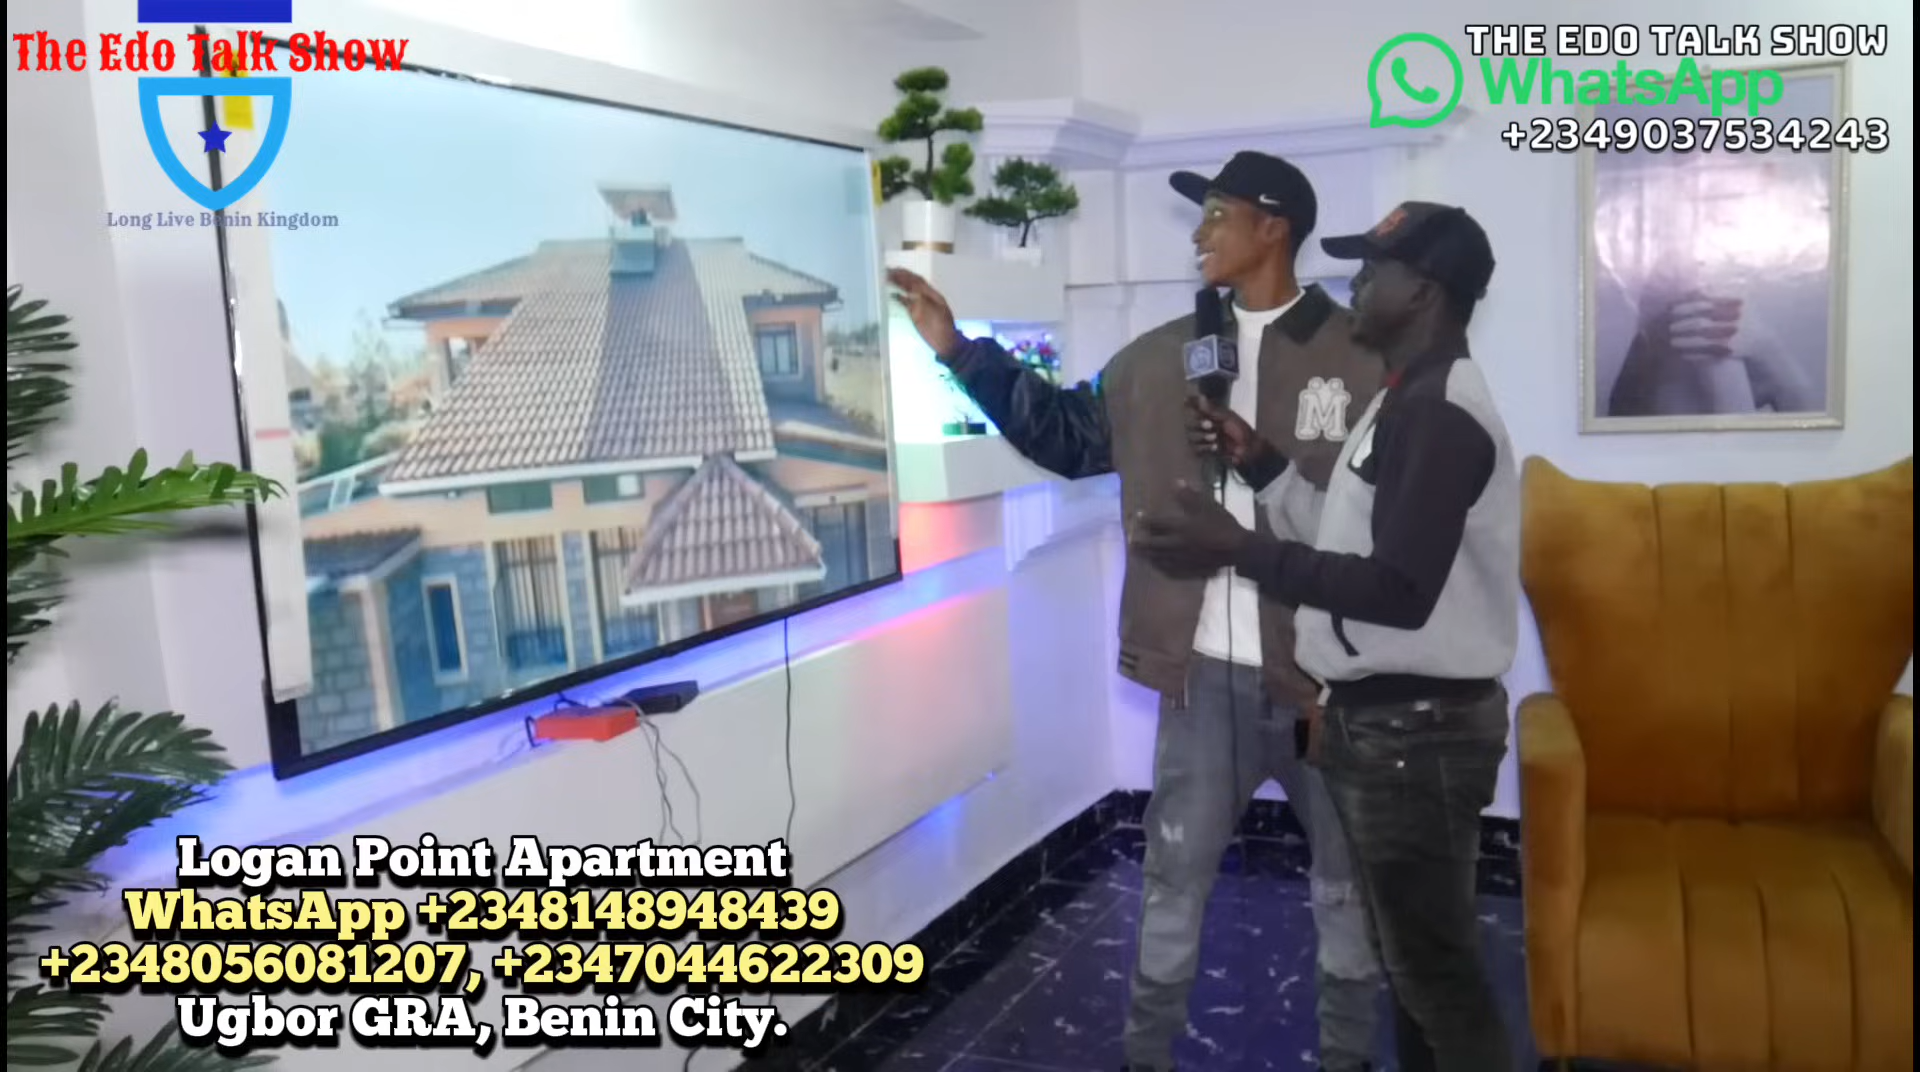 The Edo Talk Show
Long Live Benin Kingdom
THE EDO TALK SHOW
WhatsApp
+2349037534243
M
Logan Point Apartment
WhatsApp +2348148948439
+2348056081207, +2347044622309
Ugbor GRA, Benin City.